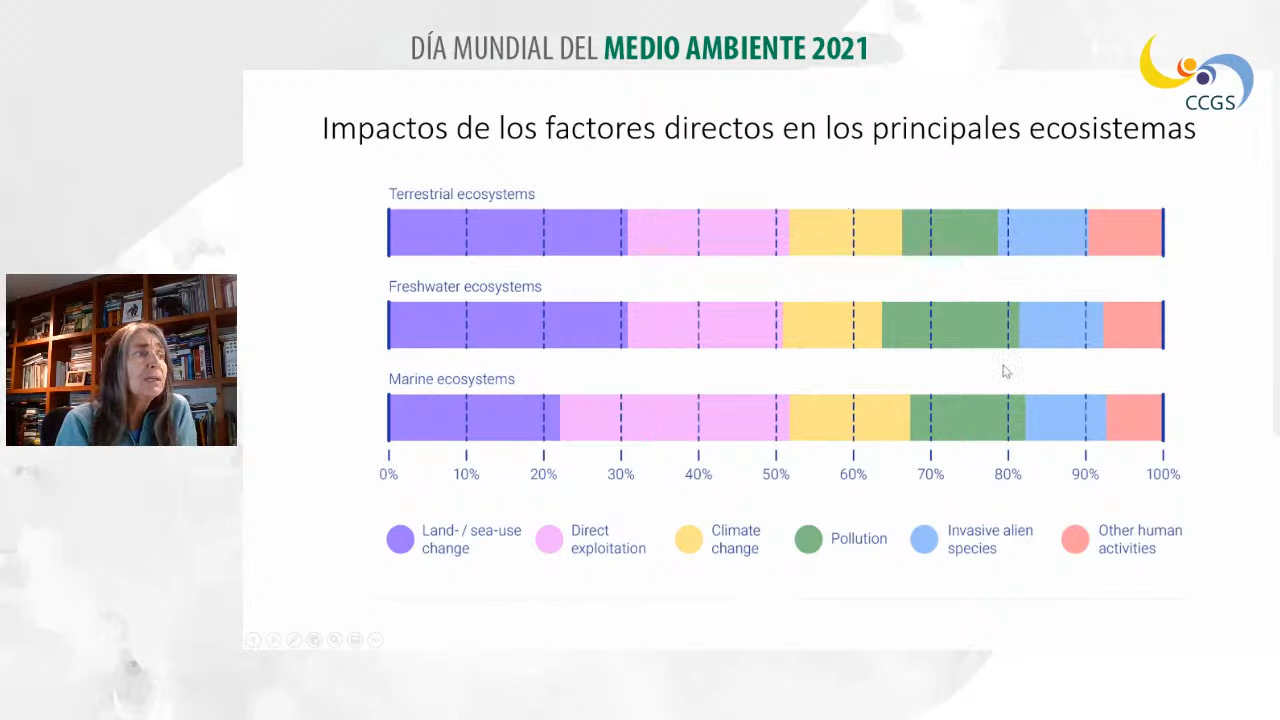 DÍA MUNDIAL DEL MEDIO AMBIENTE 2021
CCGS
Impactos de los factores directos en los principales ecosistemas
Terrestrial ecosystems
Freshwater ecosystems
Marine ecosystems
0% 10% 20% 30% 40% 50% 60% 70% 80% 90% 100%
Land- / sea-use
change
Direct
exploitation
Climate
change
Pollution
Invasive alien
species
Other human
activities